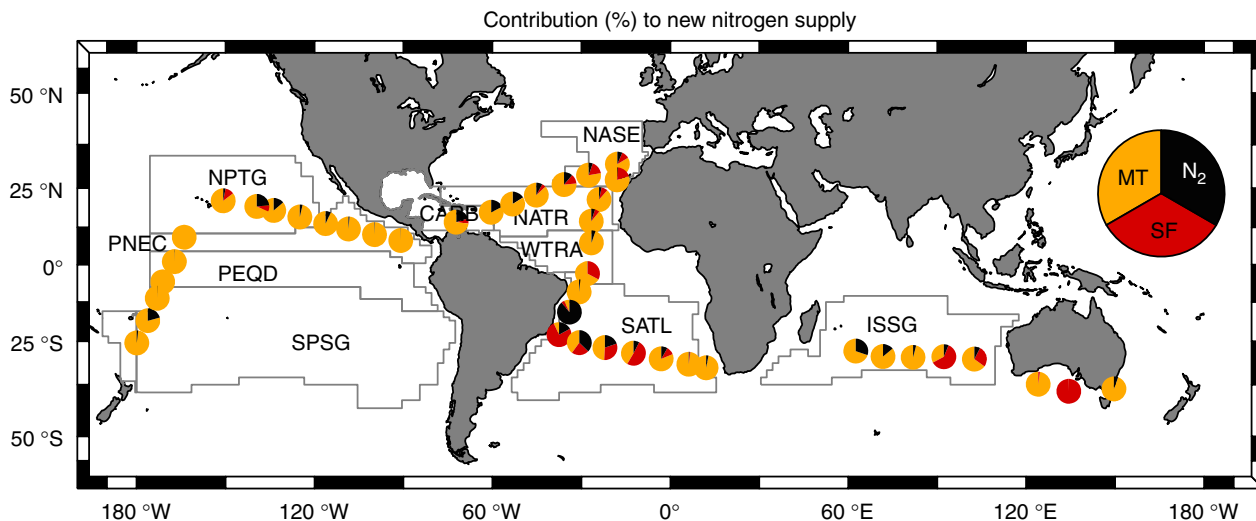 Contribution (%) to new nitrogen supply
50 °N
25 °N
0°
25 °S
50 °S
NASE
NPTG
CARB
NATR
PNEC
WTRA
PEQD
SPSG
SATL
ISSG
MT
N₂
SF
180 °W
120 °W
60 °W
0°
60 °E
120 °E
180 °W